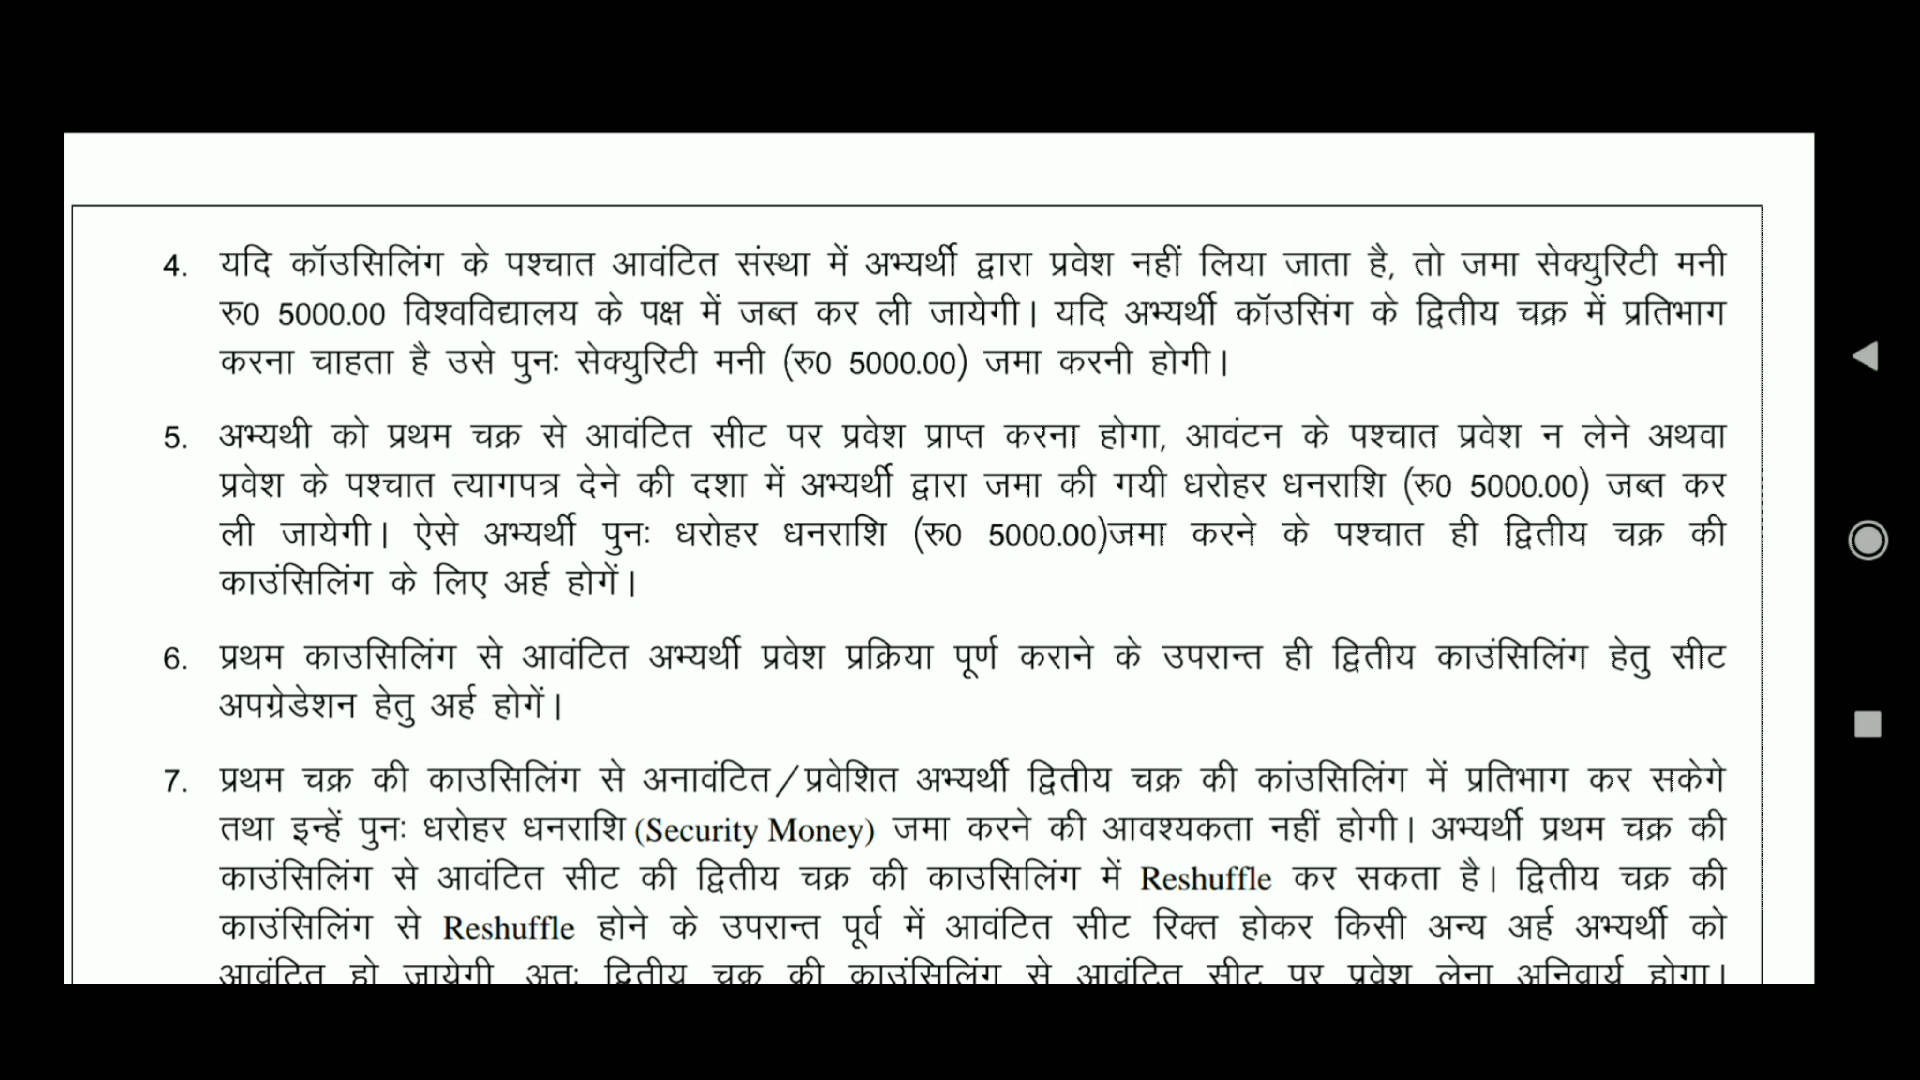 4. यदि कॉउसिलिंग के पश्चात आवंटित संस्था में अभ्यर्थी द्वारा प्रवेश नहीं लिया जाता है, तो जमा सेक्युरिटी मनी
रु0 5000.00 विश्वविद्यालय के पक्ष में जब्त कर ली जायेगी। यदि अभ्यर्थी कॉउसिंग के द्वितीय चक्र में प्रतिभाग
करना चाहता है उसे पुनः सेक्युरिटी मनी (रु0 5000.00) जमा करनी होगी।
5. अभ्यथी को प्रथम चक्र से आवंटित सीट पर प्रवेश प्राप्त करना होगा, आवंटन के पश्चात प्रवेश न लेने अथवा
प्रवेश के पश्चात त्यागपत्र देने की दशा में अभ्यर्थी द्वारा जमा की गयी धरोहर धनराशि (रु0 5000.00) जब्त कर
ली जायेगी। ऐसे अभ्यर्थी पुनः धरोहर धनराशि (रु0 5000.00)जमा करने के पश्चात ही द्वितीय चक्र की
काउंसिलिंग के लिए अर्ह होगें।
6. प्रथम काउसिलिंग से आवंटित अभ्यर्थी प्रवेश प्रक्रिया पूर्ण कराने के उपरान्त ही द्वितीय काउंसिलिंग हेतु सीट
अपग्रेडेशन हेतु अर्ह होगें।
7. प्रथम चक्र की काउसिलिंग से अनावंटित/प्रवेशित अभ्यर्थी द्वितीय चक्र की कांउसिलिंग में प्रतिभाग कर सकेगे
तथा इन्हें पुनः धरोहर धनराशि (Security Money) जमा करने की आवश्यकता नहीं होगी। अभ्यर्थी प्रथम चक्र की
काउंसिलिंग से आवंटित सीट की द्वितीय चक्र की काउसिलिंग में Reshuffle कर सकता है। द्वितीय चक्र की
काउंसिलिंग से Reshuffle होने के उपरान्त पूर्व में आवंटित सीट रिक्त होकर किसी अन्य अर्ह अभ्यर्थी को
आवंटित हो जायेगी अतः द्वितीय चक्र की काउंसिलिंग से आवंटित सीट पर प्रवेश लेना अनिवार्य होगा।